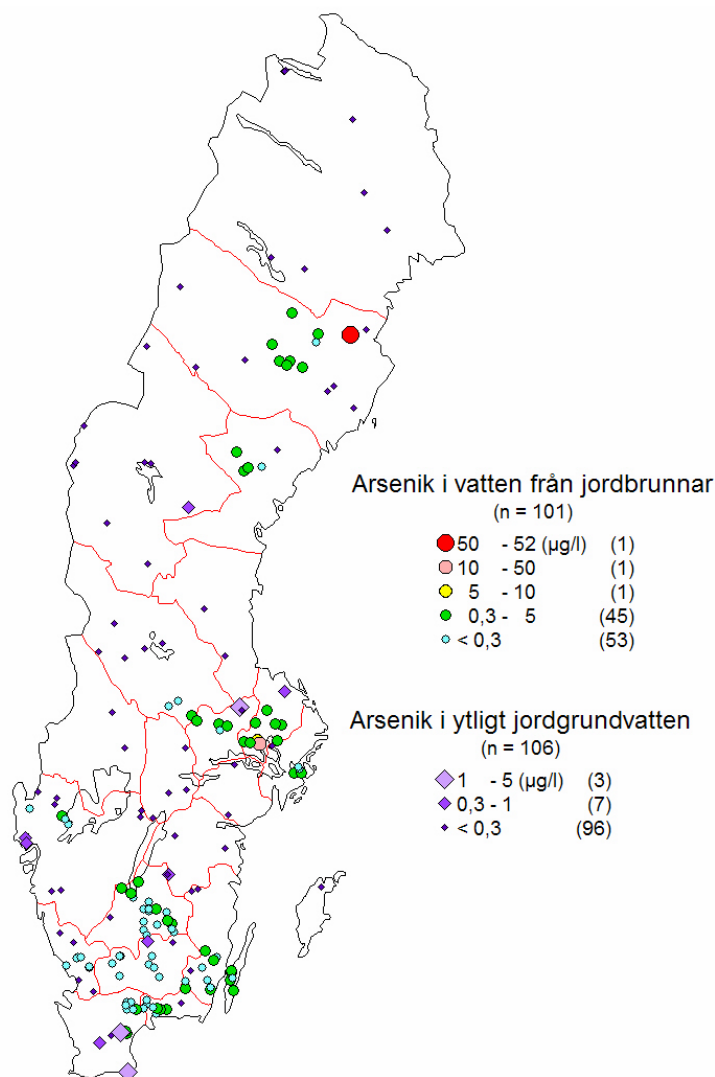 Arsenik i vatten från jordbrunnar
(n = 101)
50 - 52 (µg/l) (1)
10 - 50 (1)
5 - 10 (1)
0,3 - 5 (45)
< 0,3 (53)
Arsenik i ytligt jordgrundvatten
(n = 106)
1 - 5 (µg/l) (3)
0,3 - 1 (7)
< 0,3 (96)